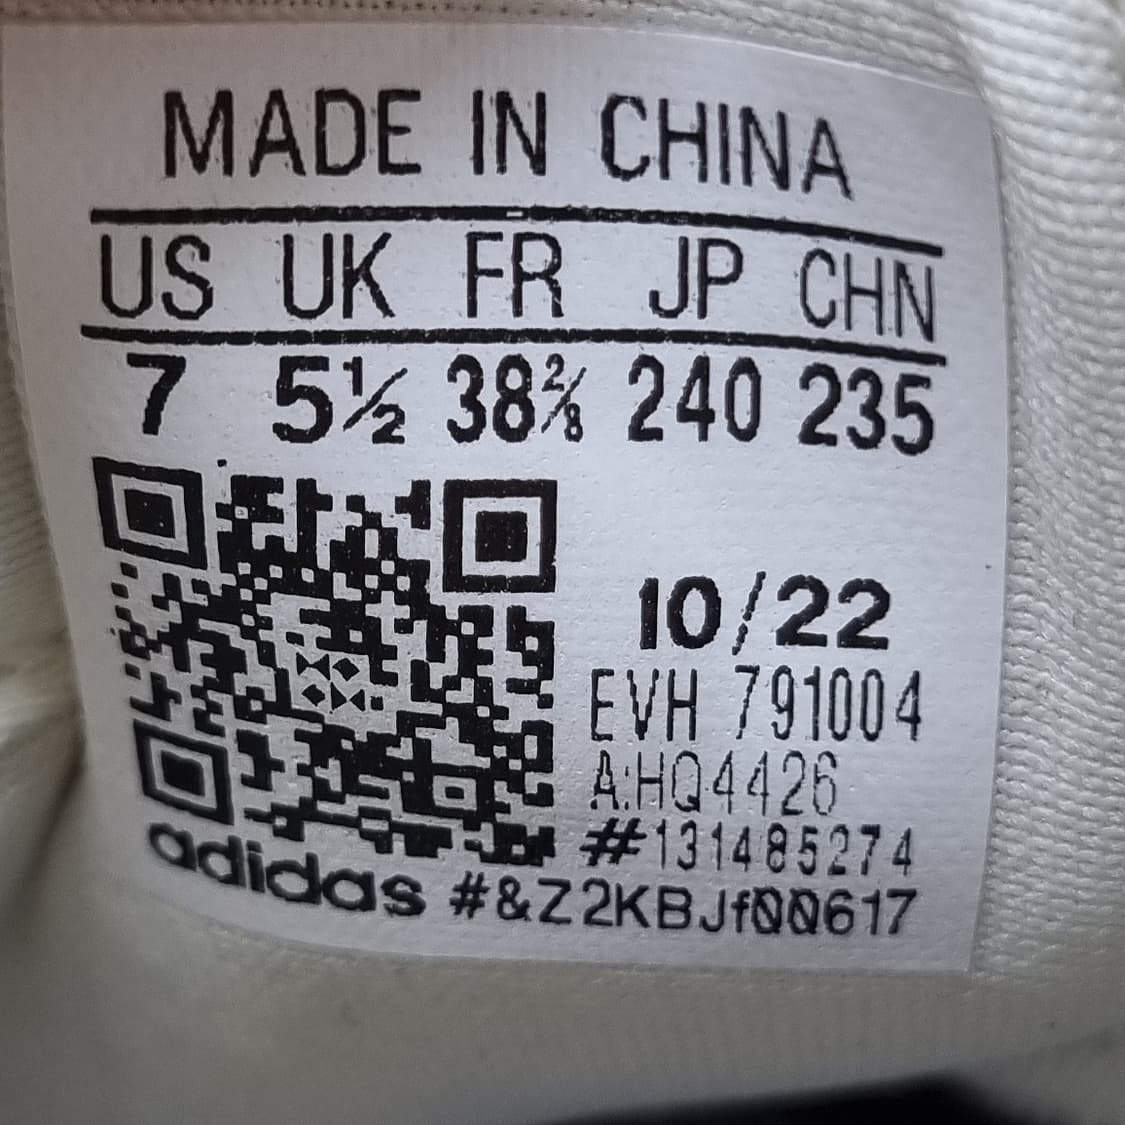 MADE IN CHINA
US UK FR JP CHN
7 5½ 38⅔ 240 235
10/22
EVH 791004
A:HQ4426
#131485274
adidas #&Z2KBJf00617